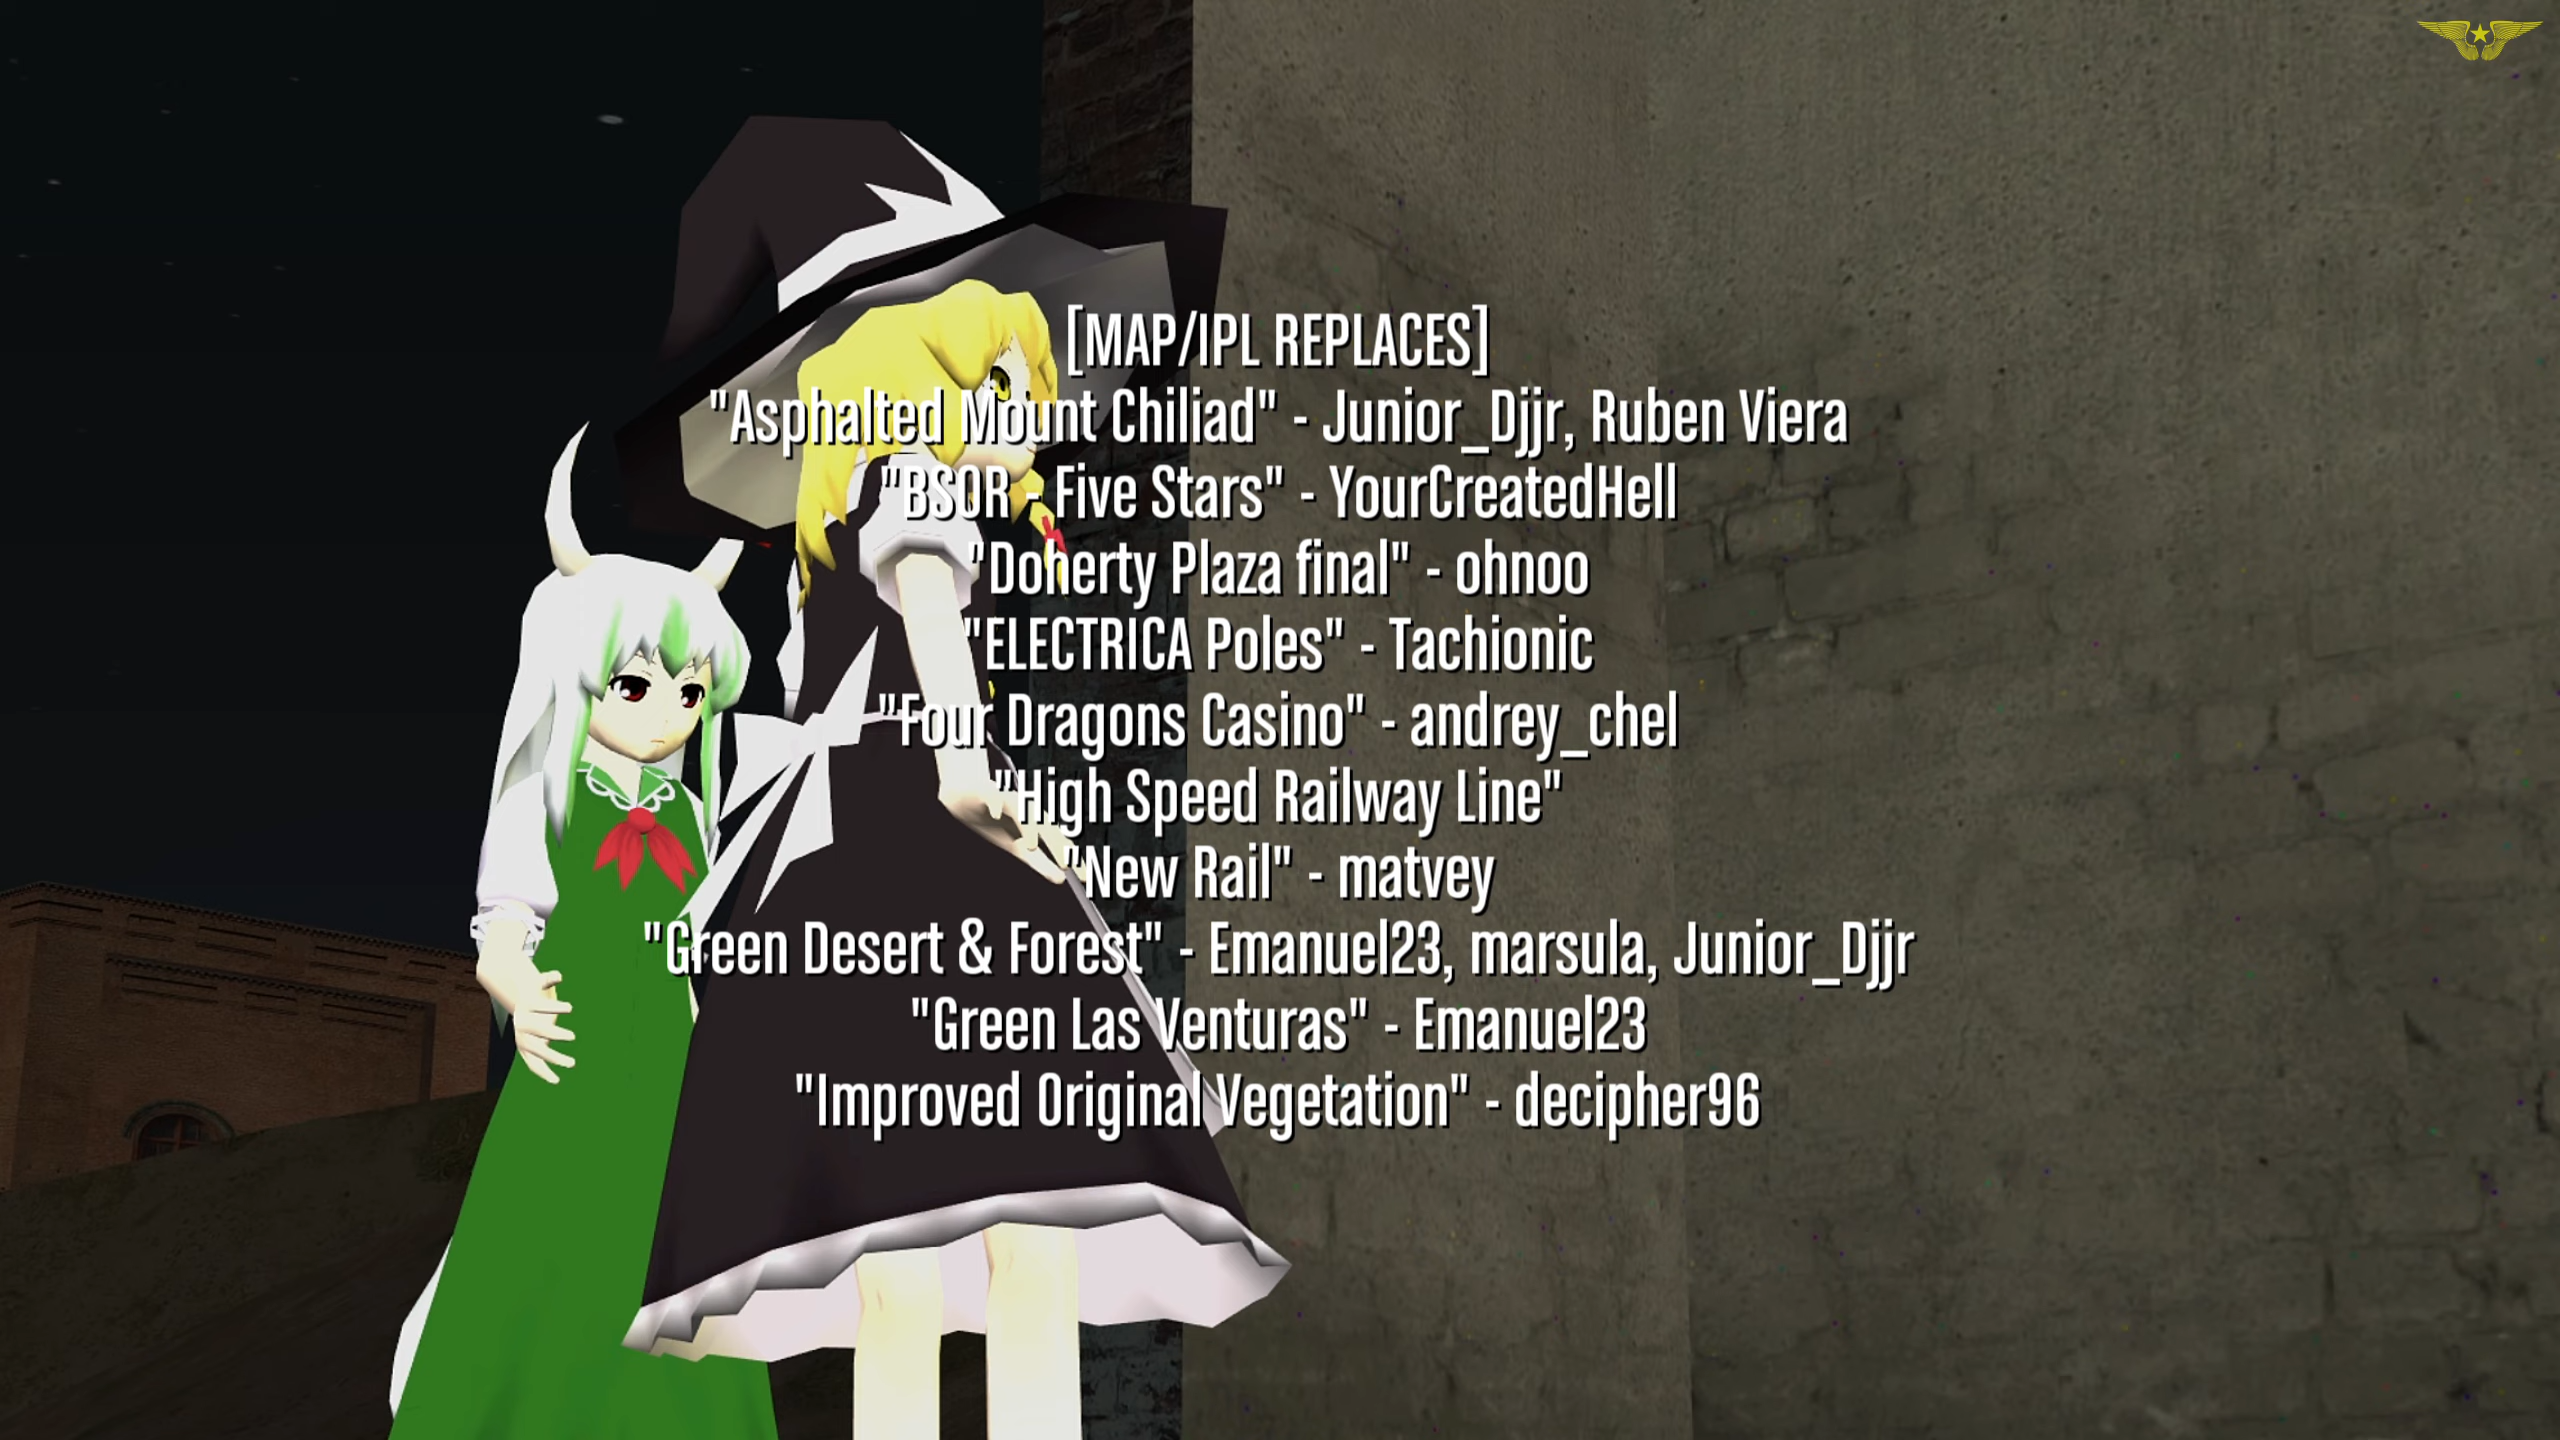 [MAP/IPL REPLACES]
"Asphalted Mount Chiliad" - Junior_Djjr, Ruben Viera
"BSOR - Five Stars" - YourCreatedHell
"Doherty Plaza final" - ohnoo
"ELECTRICA Poles" - Tachionic
"Four Dragons Casino" - andrey_chel
"High Speed Railway Line"
"New Rail" - matvey
"Green Desert & Forest" - Emanuel23, marsula, Junior_Djjr
"Green Las Venturas" - Emanuel23
"Improved Original Vegetation" - decipher96